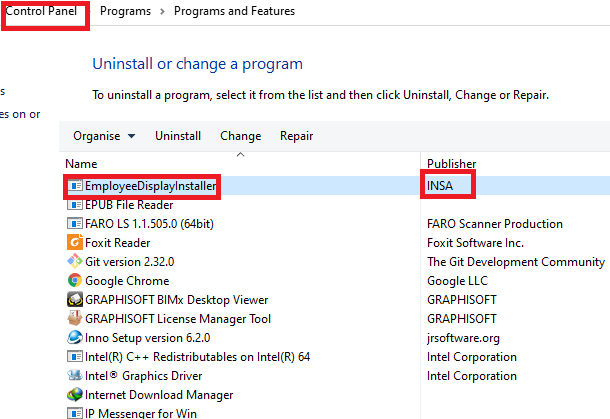 Control Panel > Programs > Programs and Features
Uninstall or change a program
s
To uninstall a program, select it from the list and then click Uninstall, Change or Repair.
es on or
Organise Uninstall Change Repair
Name Publisher
EmployeeDisplayInstaller INSA
EPUB File Reader
FARO LS 1.1.505.0 (64bit) FARO Scanner Production
Foxit Reader Foxit Software Inc.
Git version 2.32.0 The Git Development Community
Google Chrome Google LLC
GRAPHISOFT BIMx Desktop Viewer GRAPHISOFT
GRAPHISOFT License Manager Tool GRAPHISOFT
Inno Setup version 6.2.0 jrsoftware.org
Intel(R) C++ Redistributables on Intel(R) 64 Intel Corporation
Intel® Graphics Driver Intel Corporation
Internet Download Manager
IP Messenger for Win